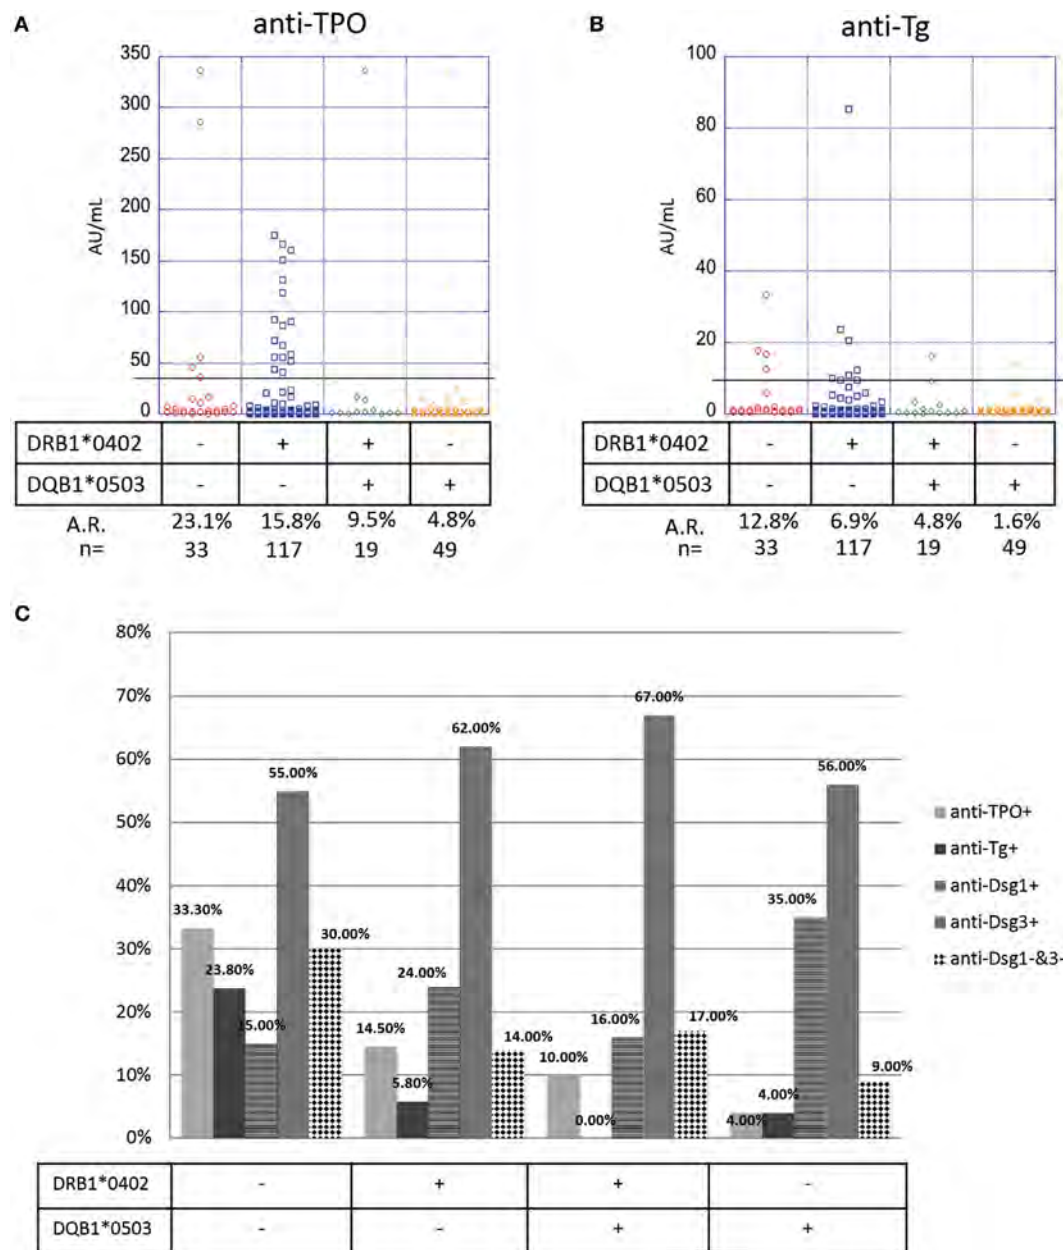 A
anti-TPO
350
300
250
200
150
100
50
0
AU/mL
DRB1*0402 - + + -
DQB1*0503 - - + +
A.R. 23.1% 15.8% 9.5% 4.8%
n= 33 117 19 49
B
anti-Tg
100
80
60
40
20
0
AU/mL
DRB1*0402 - + + -
DQB1*0503 - - + +
A.R. 12.8% 6.9% 4.8% 1.6%
n= 33 117 19 49
C
80%
70%
60%
50%
40%
30%
20%
10%
0%
33.30%
23.80%
15.00%
55.00%
30.00%
14.50%
5.80%
24.00%
62.00%
14.00%
10.00%
0.00%
16.00%
67.00%
17.00%
4.00%
4.00%
35.00%
56.00%
9.00%
anti-TPO+
anti-Tg+
anti-Dsg1+
anti-Dsg3+
anti-Dsg1-&3-
DRB1*0402 - + + -
DQB1*0503 - - + +